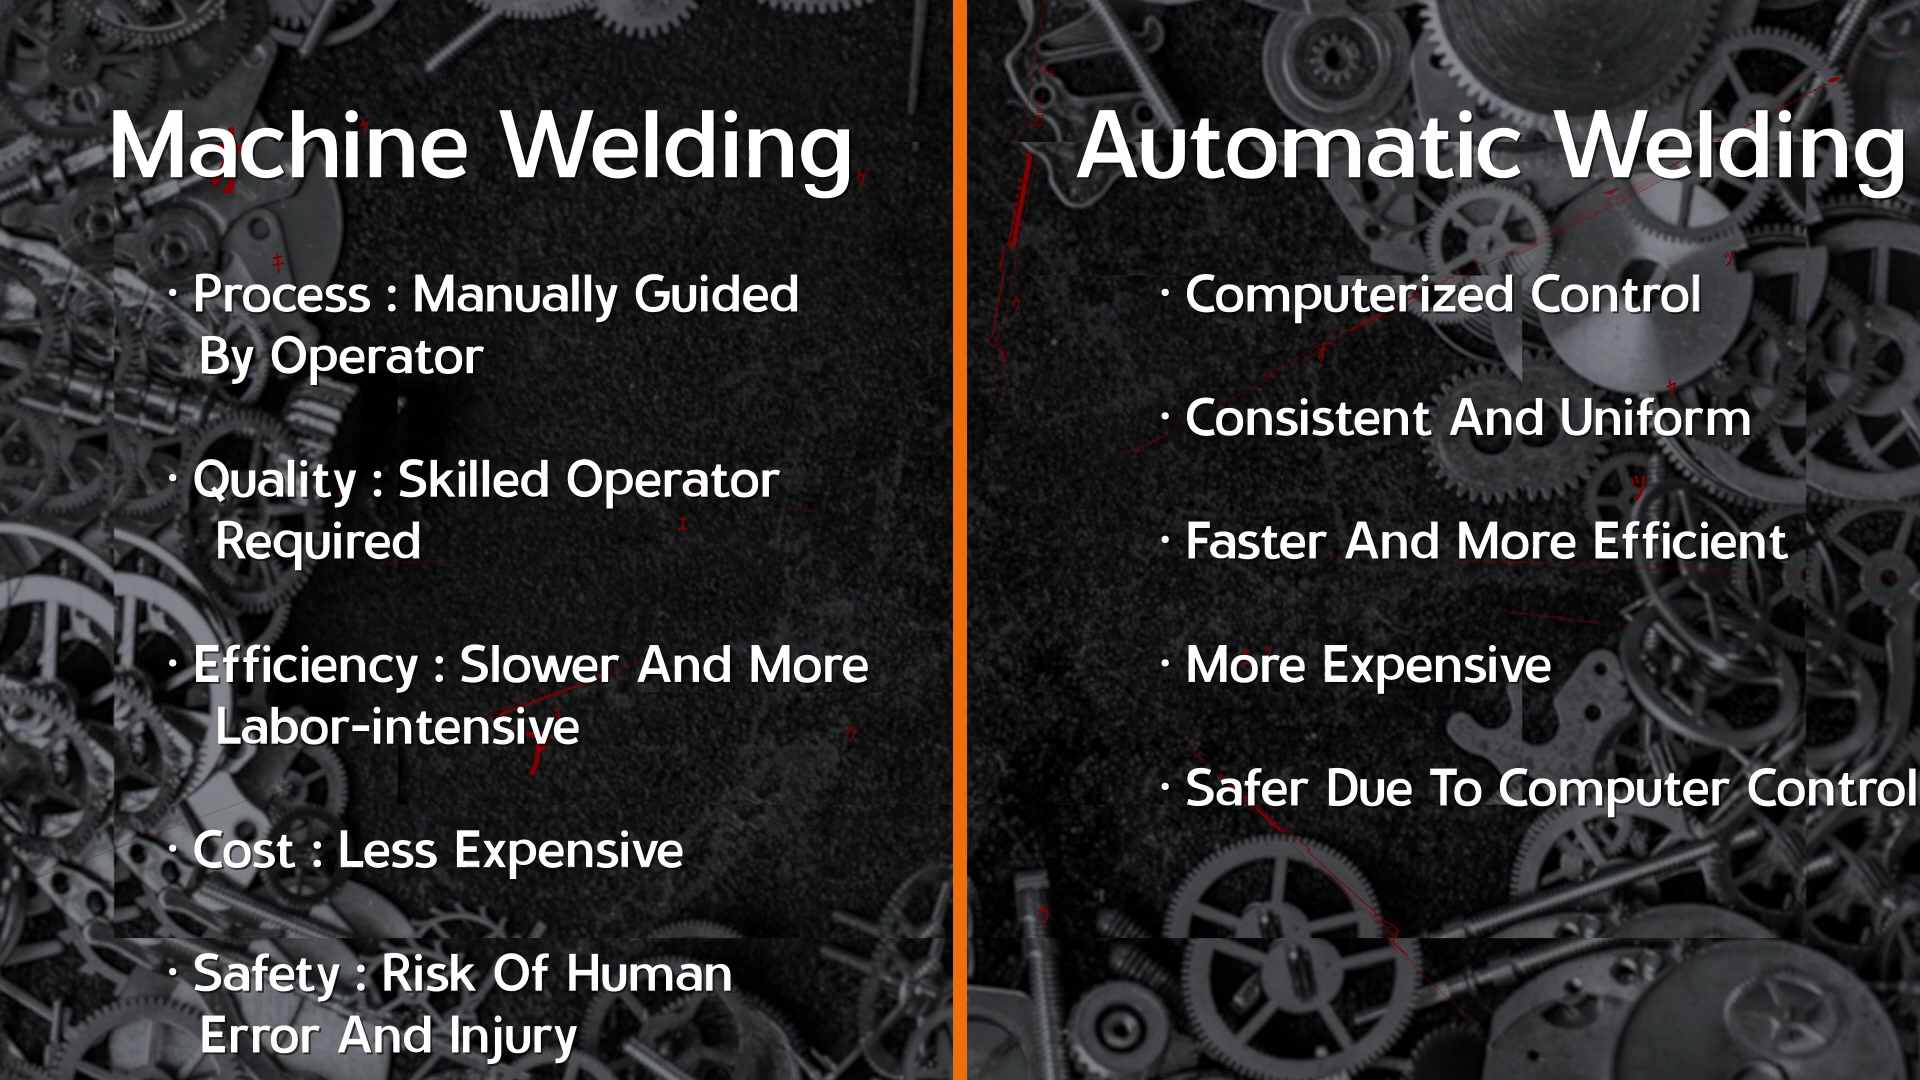 Machine Welding
· Process : Manually Guided
By Operator
· Quality : Skilled Operator
Required
· Efficiency : Slower And More
Labor-intensive
· Cost : Less Expensive
· Safety : Risk Of Human
Error And Injury
Automatic Welding
· Computerized Control
· Consistent And Uniform
· Faster And More Efficient
· More Expensive
· Safer Due To Computer Control